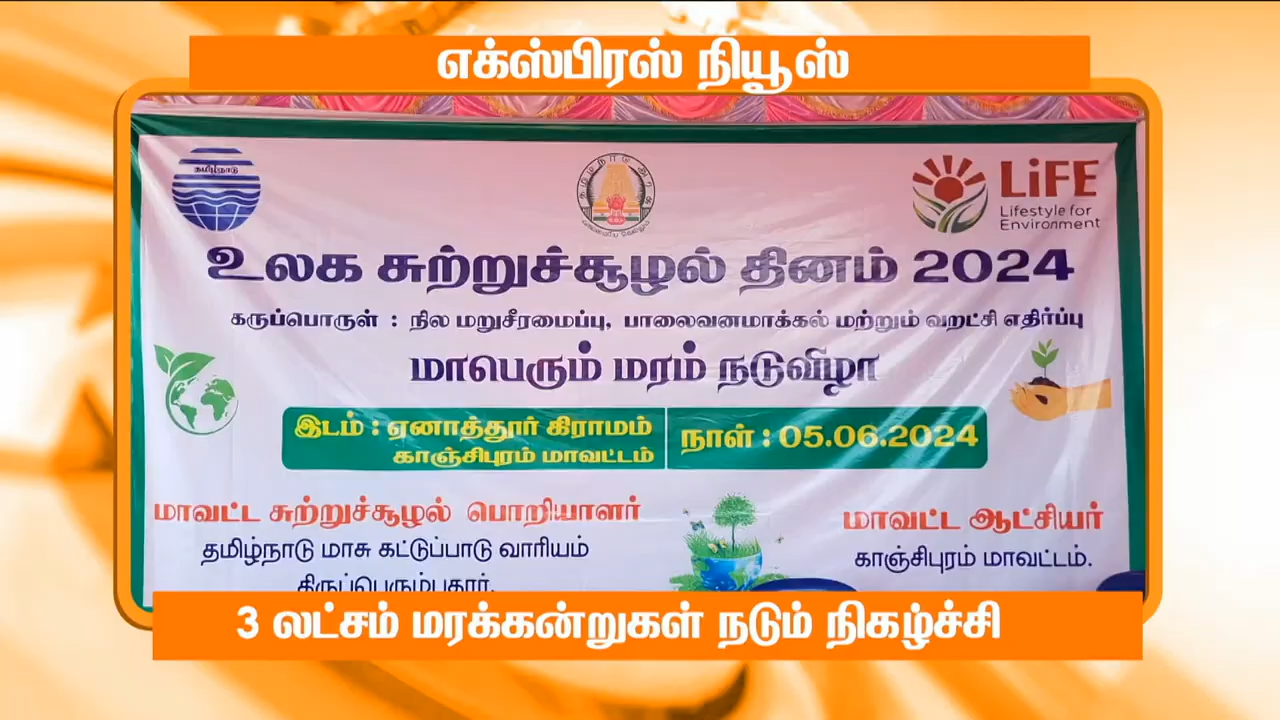 எக்ஸ்பிரஸ் நியூஸ்
தமிழ்நாடு
LiFE
Lifestyle for
Environment
உலக சுற்றுச்சூழல் தினம் 2024
கருப்பொருள் : நில மறுசீரமைப்பு, பாலைவனமாக்கல் மற்றும் வறட்சி எதிர்ப்பு
மாபெரும் மரம் நடுவிழா
இடம் : ஏனாத்தூர் கிராமம்
காஞ்சிபுரம் மாவட்டம்
நாள் : 05.06.2024
மாவட்ட சுற்றுச்சூழல் பொறியாளர்
தமிழ்நாடு மாசு கட்டுப்பாடு வாரியம்
திருப்பெரும்புதூர்.
மாவட்ட ஆட்சியர்
காஞ்சிபுரம் மாவட்டம்.
3 லட்சம் மரக்கன்றுகள் நடும் நிகழ்ச்சி